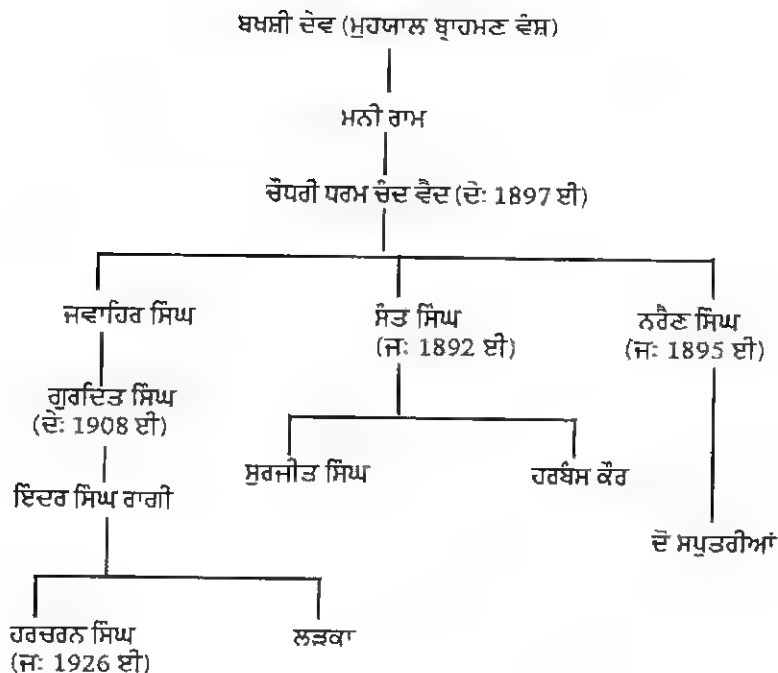 ਬਖਸ਼ੀ ਦੇਵ (ਮੁਹਯਾਲ ਬ੍ਰਾਹਮਣ ਵੰਸ਼)
ਮਨੀ ਰਾਮ
ਚੌਧਰੀ ਧਰਮ ਚੰਦ ਵੈਦ (ਦੇ: 1897 ਈ)
ਜਵਾਹਿਰ ਸਿੰਘ
ਸੰਤ ਸਿੰਘ
(ਜ: 1892 ਈ)
ਨਰੈਣ ਸਿੰਘ
(ਜ: 1895 ਈ)
ਗੁਰਦਿਤ ਸਿੰਘ
(ਦੇ: 1908 ਈ)
ਸੁਰਜੀਤ ਸਿੰਘ
ਹਰਬੰਸ ਕੌਰ
ਇੰਦਰ ਸਿੰਘ ਰਾਗੀ
ਦੋ ਸਪੁਤਰੀਆਂ
ਹਰਚਰਨ ਸਿੰਘ
(ਜ: 1926 ਈ)
ਲੜਕਾ